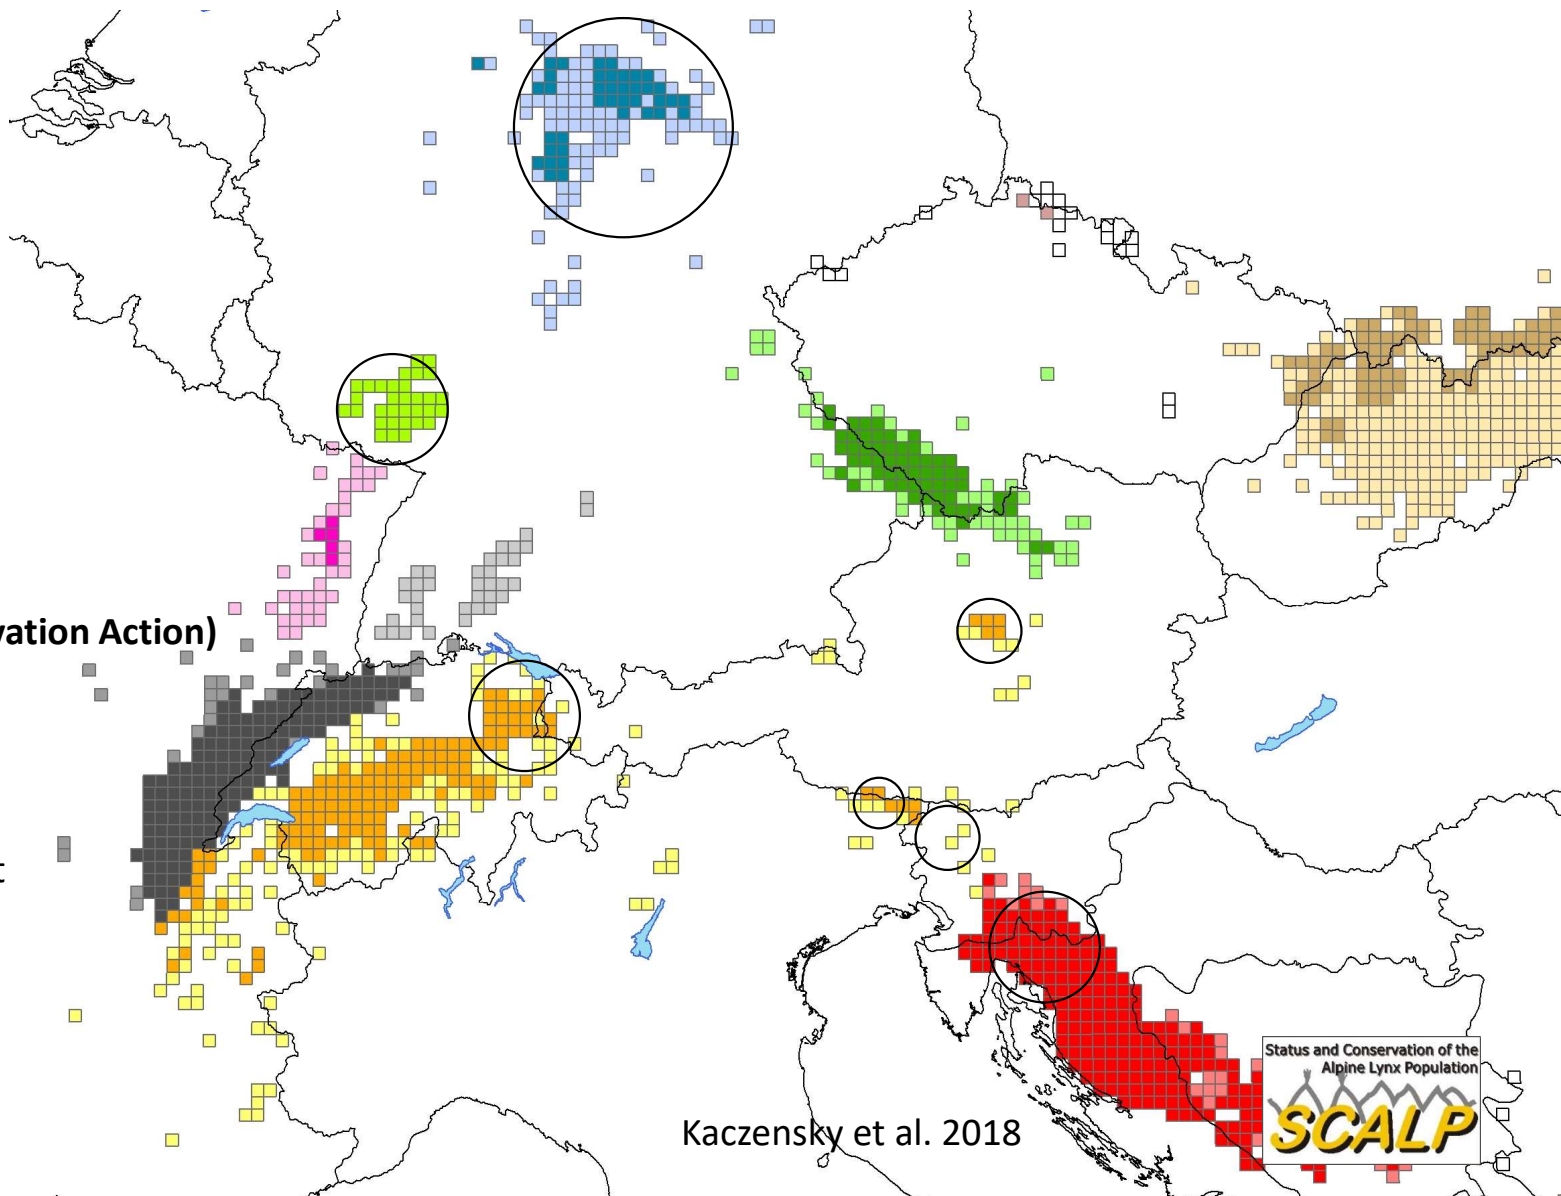 vation Action)
t
Kaczensky et al. 2018
Status and Conservation of the
Alpine Lynx Population
SCALP